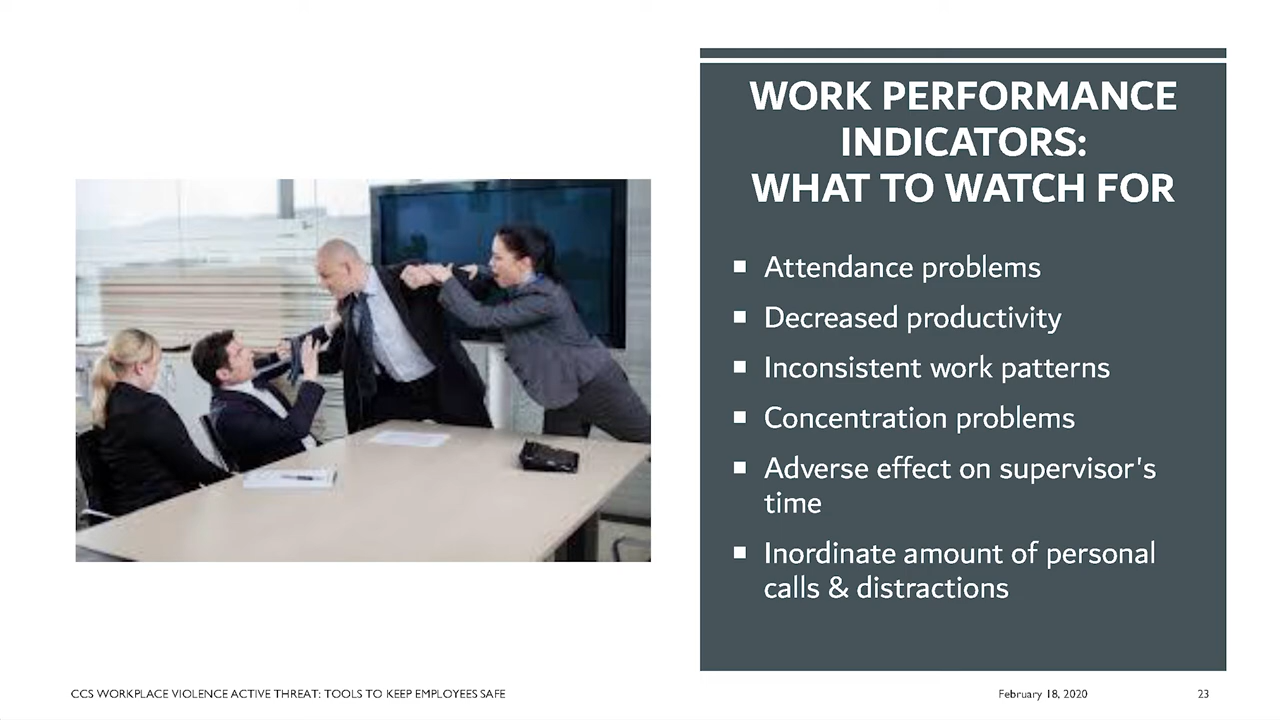 WORK PERFORMANCE
INDICATORS:
WHAT TO WATCH FOR
▪ Attendance problems
▪ Decreased productivity
▪ Inconsistent work patterns
▪ Concentration problems
▪ Adverse effect on supervisor's
time
▪ Inordinate amount of personal
calls & distractions
CCS WORKPLACE VIOLENCE ACTIVE THREAT: TOOLS TO KEEP EMPLOYEES SAFE
February 18, 2020
23